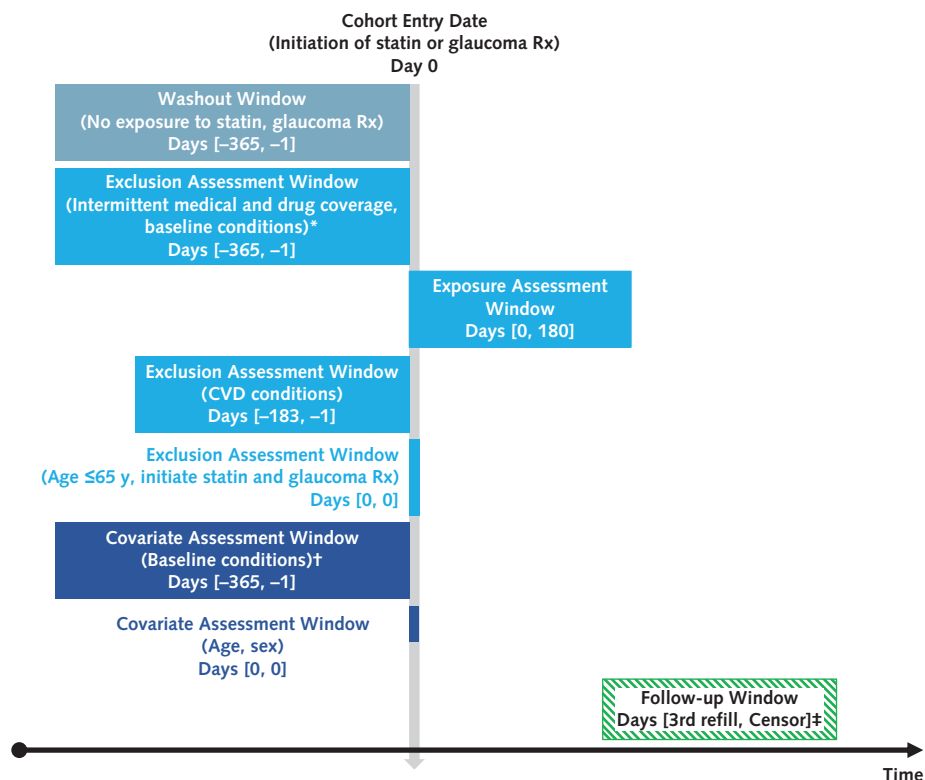 Cohort Entry Date
(Initiation of statin or glaucoma Rx)
Day 0
Washout Window
(No exposure to statin, glaucoma Rx)
Days [–365, –1]
Exclusion Assessment Window
(Intermittent medical and drug coverage,
baseline conditions)*
Days [–365, –1]
Exposure Assessment
Window
Days [0, 180]
Exclusion Assessment Window
(CVD conditions)
Days [–183, –1]
Exclusion Assessment Window
(Age ≤65 y, initiate statin and glaucoma Rx)
Days [0, 0]
Covariate Assessment Window
(Baseline conditions)†
Days [–365, –1]
Covariate Assessment Window
(Age, sex)
Days [0, 0]
Follow-up Window
Days [3rd refill, Censor]‡
Time